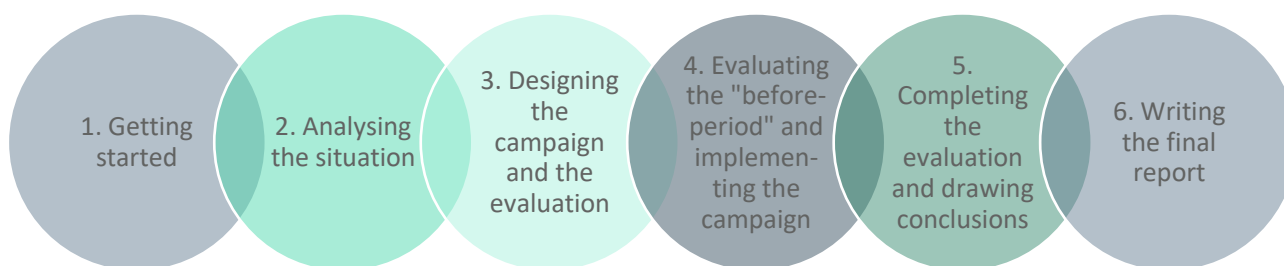 1. Getting
started
2. Analysing
the situation
3. Designing
the
campaign
and the
evaluation
4. Evaluating
the "before-
period" and
implemen-
ting the
campaign
5.
Completing
the
evaluation
and drawing
conclusions
6. Writing
the final
report